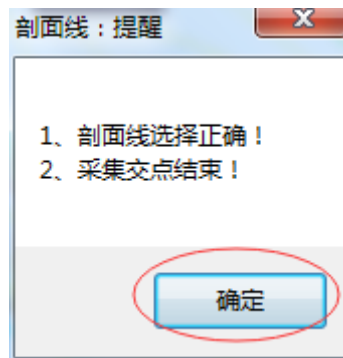 剖面线：提醒
1、剖面线选择正确！
2、采集交点结束！
确定